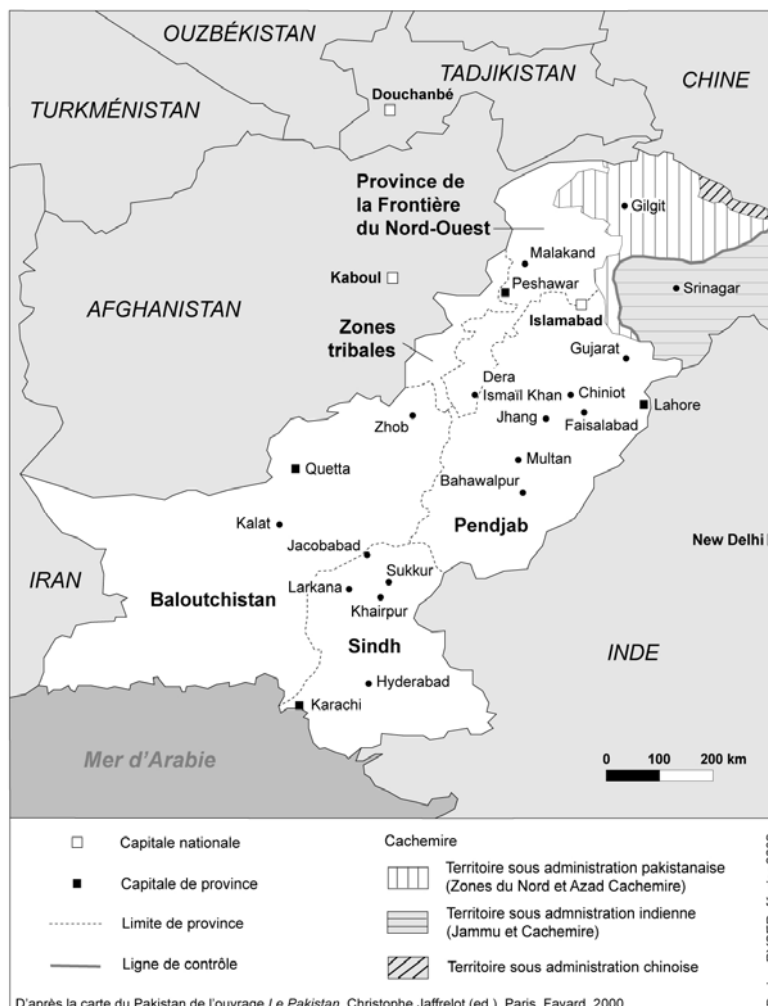 OUZBÉKISTAN
TADJIKISTAN
CHINE
TURKMÉNISTAN
Douchanbé
Province de
la Frontière
du Nord-Ouest
Gilgit
Malakand
Kaboul
Peshawar
Srinagar
AFGHANISTAN
Islamabad
Zones
tribales
Gujarat
Dera
Ismaïl Khan
Chiniot
Lahore
Jhang
Faisalabad
Zhob
Multan
Quetta
Bahawalpur
Kalat
Pendjab
New Delhi
Jacobabad
IRAN
Sukkur
Larkana
Baloutchistan
Khairpur
Sindh
INDE
Hyderabad
Karachi
Mer d'Arabie
0 100 200 km
Capitale nationale
Capitale de province
Limite de province
Ligne de contrôle
Cachemire
Territoire sous administration pakistanaise
(Zones du Nord et Azad Cachemire)
Territoire sous admnistration indienne
(Jammu et Cachemire)
Territoire sous administration chinoise
D'après la carte du Pakistan de l'ouvrage Le Pakistan, Christophe Jaffrelot (ed.), Paris, Fayard, 2000